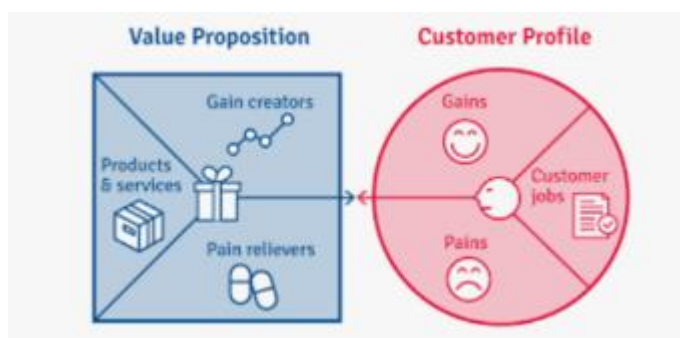 Value Proposition
Customer Profile
Gain creators
Products
& services
Pain relievers
Gains
Customer
jobs
Pains